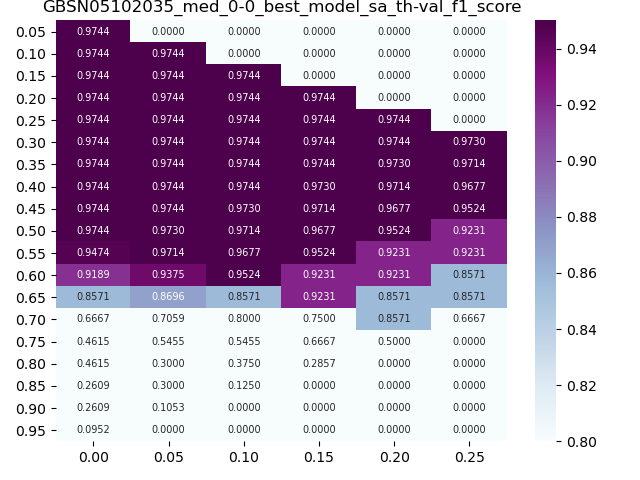 GBSN05102035_med_0-0_best_model_sa_th-val_f1_score
0.05 0.9744 0.0000 0.0000 0.0000 0.0000 0.0000
0.10 0.9744 0.9744 0.0000 0.0000 0.0000 0.0000
0.15 0.9744 0.9744 0.9744 0.0000 0.0000 0.0000
0.20 0.9744 0.9744 0.9744 0.9744 0.0000 0.0000
0.25 0.9744 0.9744 0.9744 0.9744 0.9744 0.0000
0.30 0.9744 0.9744 0.9744 0.9744 0.9744 0.9730
0.35 0.9744 0.9744 0.9744 0.9744 0.9730 0.9714
0.40 0.9744 0.9744 0.9744 0.9730 0.9714 0.9677
0.45 0.9744 0.9744 0.9730 0.9714 0.9677 0.9524
0.50 0.9744 0.9730 0.9714 0.9677 0.9524 0.9231
0.55 0.9474 0.9714 0.9677 0.9524 0.9231 0.9231
0.60 0.9189 0.9375 0.9524 0.9231 0.9231 0.8571
0.65 0.8571 0.8696 0.8571 0.9231 0.8571 0.8571
0.70 0.6667 0.7059 0.8000 0.7500 0.8571 0.6667
0.75 0.4615 0.5455 0.5455 0.6667 0.5000 0.0000
0.80 0.4615 0.3000 0.3750 0.2857 0.0000 0.0000
0.85 0.2609 0.3000 0.1250 0.0000 0.0000 0.0000
0.90 0.2609 0.1053 0.0000 0.0000 0.0000 0.0000
0.95 0.0952 0.0000 0.0000 0.0000 0.0000 0.0000
0.00 0.05 0.10 0.15 0.20 0.25
0.94
0.92
0.90
0.88
0.86
0.84
0.82
0.80